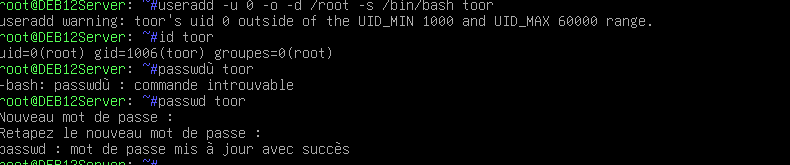 root@DEB12Server: ~#useradd -u 0 -o -d /root -s /bin/bash toor
useradd warning: toor's uid 0 outside of the UID_MIN 1000 and UID_MAX 60000 range.
root@DEB12Server: ~#id toor
uid=0(root) gid=1006(toor) groupes=0(root)
root@DEB12Server: ~#passwdù toor
-bash: passwdù : commande introuvable
root@DEB12Server: ~#passwd toor
Nouveau mot de passe :
Retapez le nouveau mot de passe :
passwd : mot de passe mis à jour avec succès
root@DEB12Server: ~#